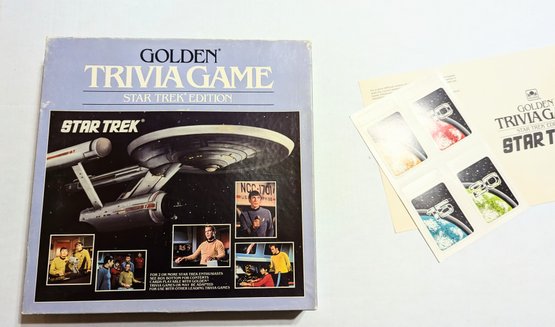 GOLDEN®
TRIVIA GAME
STAR TREK® EDITION
STAR TREK®
NCC-1701
FOR 2 OR MORE STAR TREK ENTHUSIASTS
SEE BOX BOTTOM FOR CONTENTS
CARDS PLAYABLE WITH GOLDEN®
TRIVIA GAMES OR MAY BE ADAPTED
FOR USE WITH OTHER LEADING TRIVIA GAMES
GOLDEN
TRIVIA GA
STAR TREK EDI
STAR T